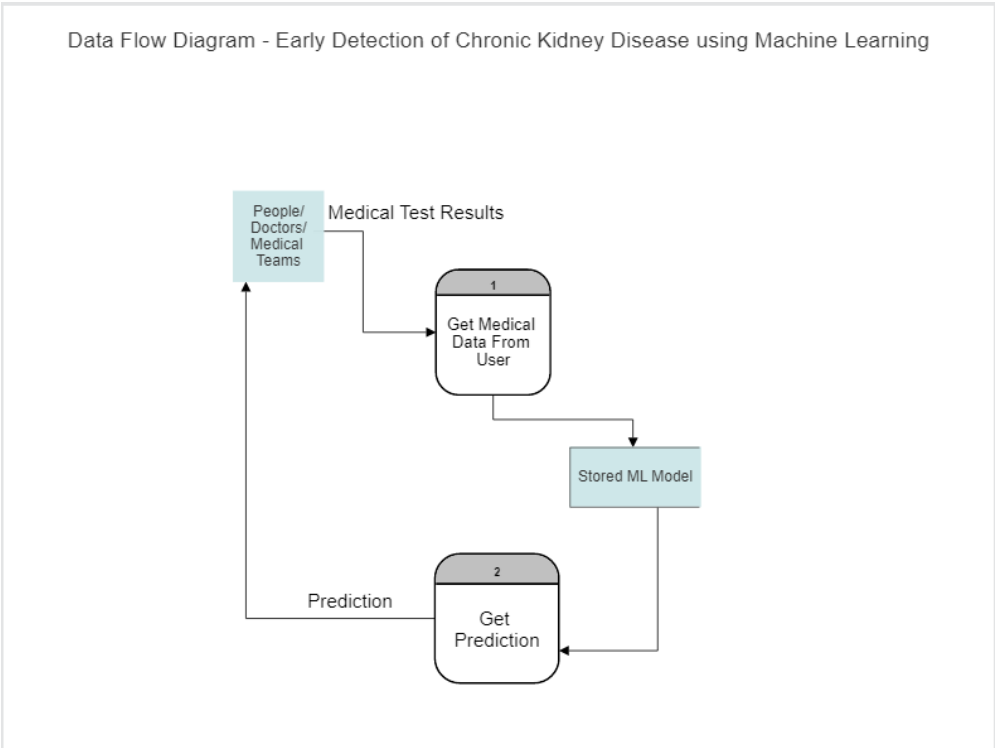 Data Flow Diagram - Early Detection of Chronic Kidney Disease using Machine Learning
People/
Doctors/
Medical
Teams
Medical Test Results
1
Get Medical
Data From
User
Stored ML Model
2
Get
Prediction
Prediction